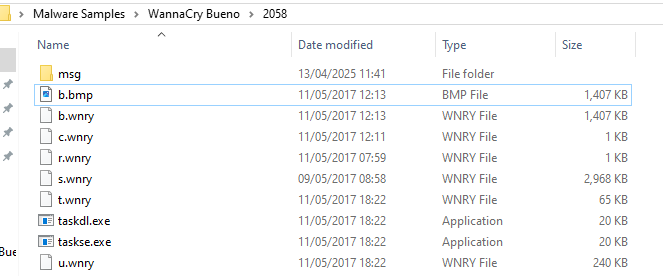 Malware Samples > WannaCry Bueno > 2058
Name Date modified Type Size
msg 13/04/2025 11:41 File folder
b.bmp 11/05/2017 12:13 BMP File 1,407 KB
b.wnry 11/05/2017 12:13 WNRY File 1,407 KB
c.wnry 11/05/2017 12:11 WNRY File 1 KB
r.wnry 11/05/2017 07:59 WNRY File 1 KB
s.wnry 09/05/2017 08:58 WNRY File 2,968 KB
t.wnry 11/05/2017 18:22 WNRY File 65 KB
taskdl.exe 11/05/2017 18:22 Application 20 KB
taskse.exe 11/05/2017 18:22 Application 20 KB
Bue
u.wnry 11/05/2017 18:22 WNRY File 240 KB